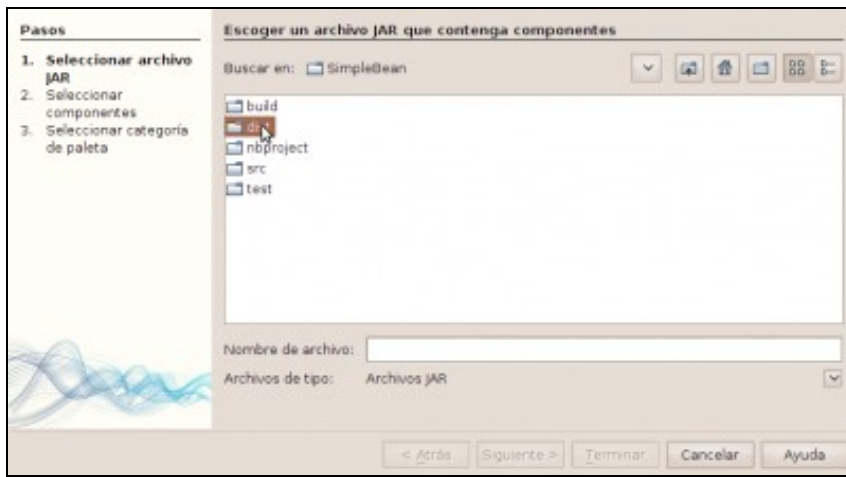 Pasos
1. Seleccionar archivo
JAR
2. Seleccionar
componentes
3. Seleccionar categoría
de paleta
Escoger un archivo JAR que contenga componentes
Buscar en: SimpleBean
build
dist
nbproject
src
test
Nombre de archivo:
Archivos de tipo: Archivos JAR
< Atrás Siguiente > Terminar Cancelar Ayuda